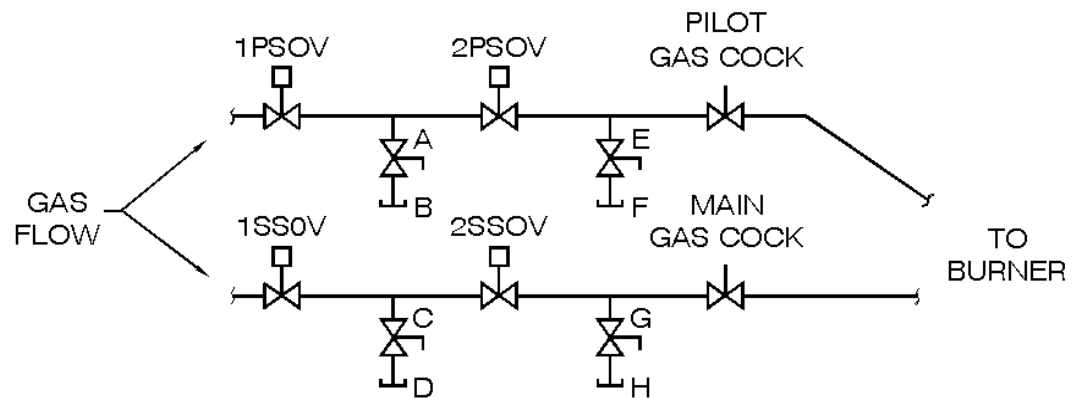 PILOT
GAS COCK
1PSOV
2PSOV
A
B
E
F
GAS
FLOW
MAIN
GAS COCK
1SS0V
2SSOV
TO
BURNER
C
D
G
H